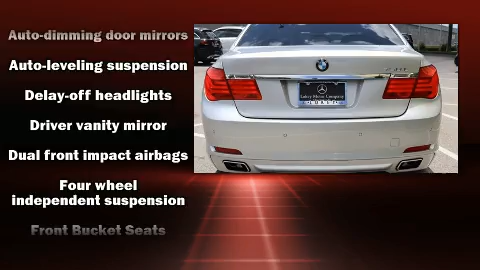 Auto-dimming door mirrors
Auto-leveling suspension
Delay-off headlights
Driver vanity mirror
Dual front impact airbags
Four wheel
independent suspension
Front Bucket Seats